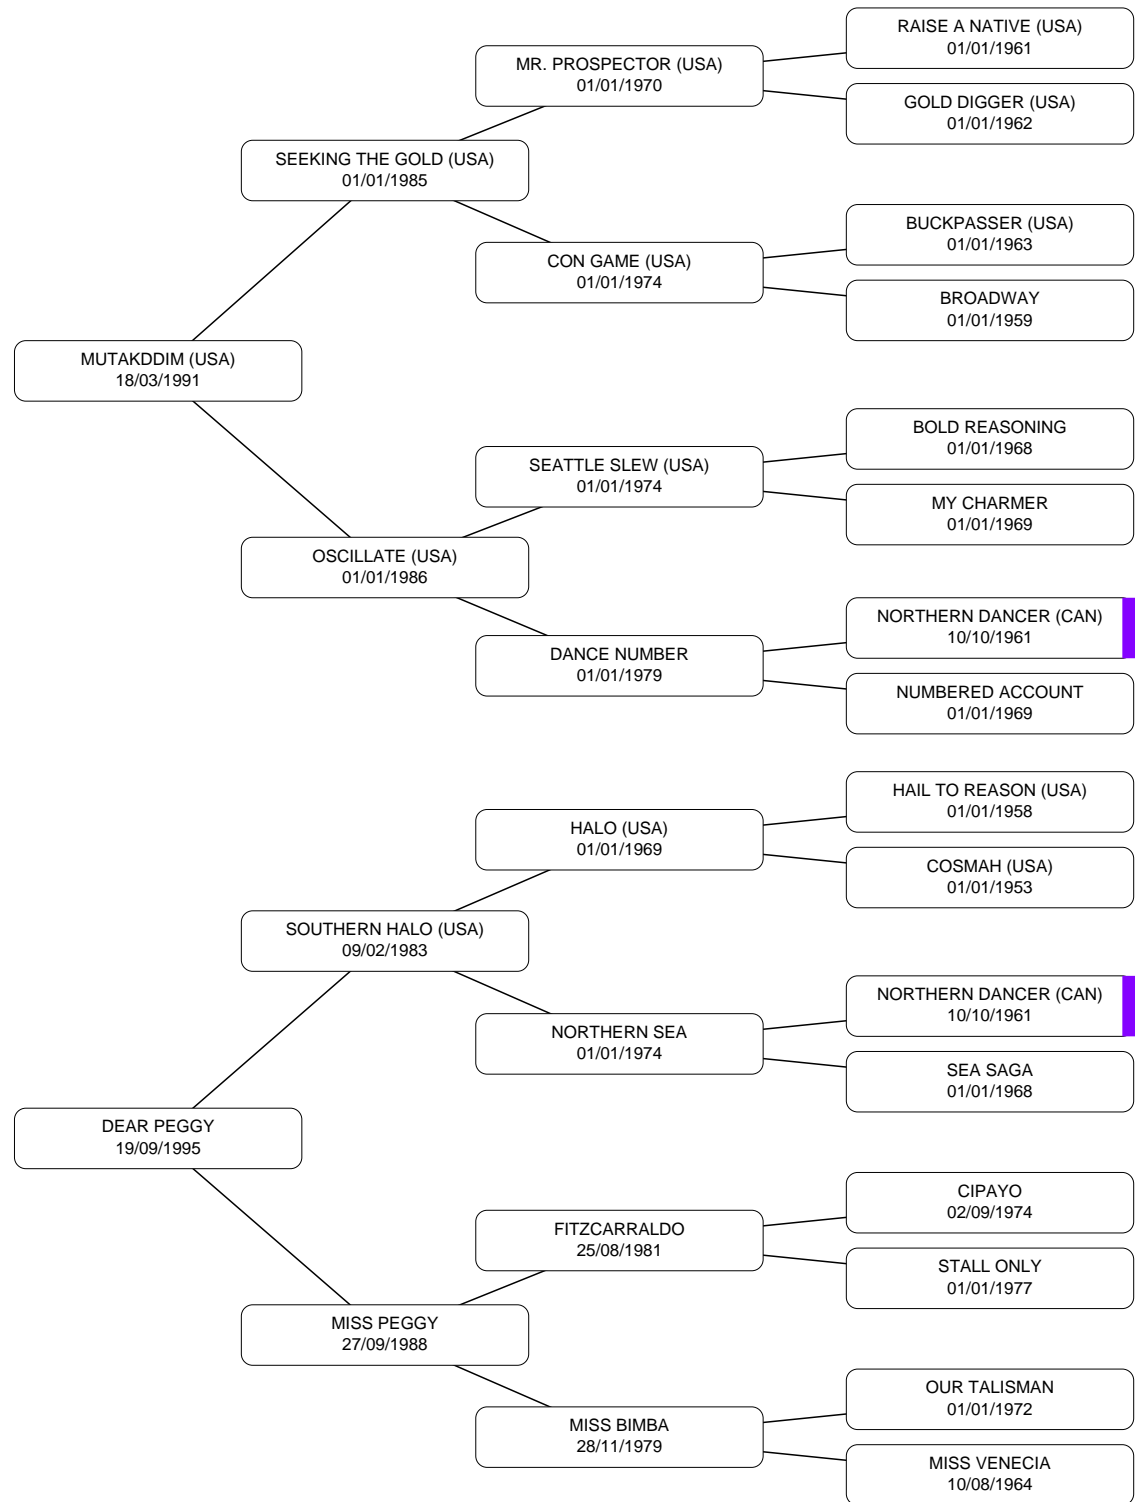 RAISE A NATIVE (USA)
01/01/1961
MR. PROSPECTOR (USA)
01/01/1970
GOLD DIGGER (USA)
01/01/1962
SEEKING THE GOLD (USA)
01/01/1985
BUCKPASSER (USA)
01/01/1963
CON GAME (USA)
01/01/1974
BROADWAY
01/01/1959
MUTAKDDIM (USA)
18/03/1991
BOLD REASONING
01/01/1968
SEATTLE SLEW (USA)
01/01/1974
MY CHARMER
01/01/1969
OSCILLATE (USA)
01/01/1986
NORTHERN DANCER (CAN)
10/10/1961
DANCE NUMBER
01/01/1979
NUMBERED ACCOUNT
01/01/1969
HAIL TO REASON (USA)
01/01/1958
HALO (USA)
01/01/1969
COSMAH (USA)
01/01/1953
SOUTHERN HALO (USA)
09/02/1983
NORTHERN DANCER (CAN)
10/10/1961
NORTHERN SEA
01/01/1974
SEA SAGA
01/01/1968
DEAR PEGGY
19/09/1995
CIPAYO
02/09/1974
FITZCARRALDO
25/08/1981
STALL ONLY
01/01/1977
MISS PEGGY
27/09/1988
OUR TALISMAN
01/01/1972
MISS BIMBA
28/11/1979
MISS VENECIA
10/08/1964